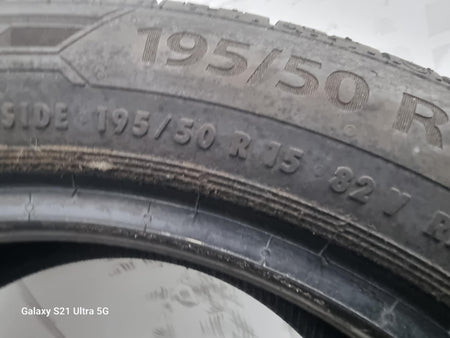 195/50 R
SIDE · 195/50 R 15 · 82 V
Galaxy S21 Ultra 5G